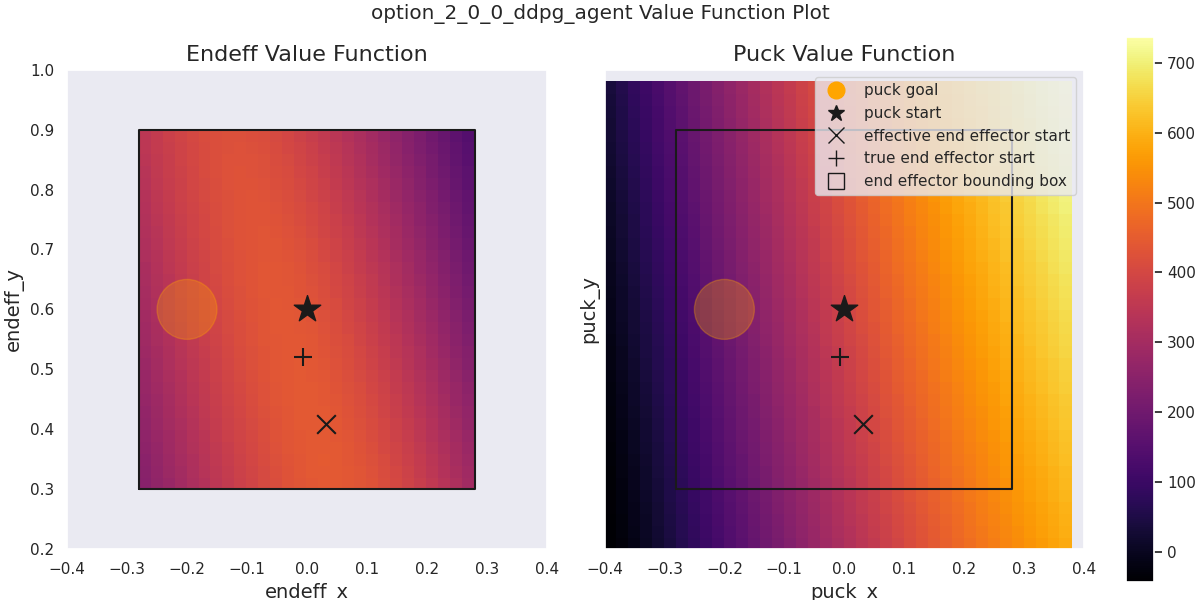 option_2_0_0_ddpg_agent Value Function Plot
Endeff Value Function
Puck Value Function
puck goal
puck start
effective end effector start
true end effector start
end effector bounding box
1.0
0.9
0.8
0.7
0.6
0.5
0.4
0.3
0.2
endeff_y
−0.4 −0.3 −0.2 −0.1 0.0 0.1 0.2 0.3 0.4
endeff_x
puck_y
−0.4 −0.3 −0.2 −0.1 0.0 0.1 0.2 0.3 0.4
puck_x
700
600
500
400
300
200
100
0